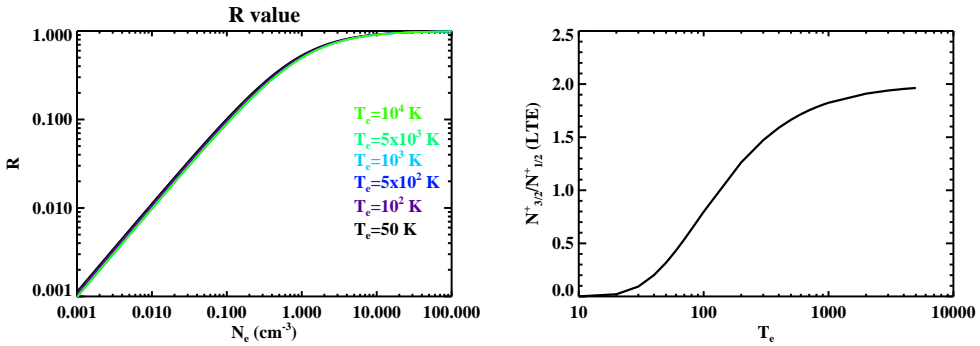 R value
1.000
0.100
0.010
0.001
R
T_e=10^4 K
T_e=5x10^3 K
T_e=10^3 K
T_e=5x10^2 K
T_e=10^2 K
T_e=50 K
0.001 0.010 0.100 1.000 10.000 100.000
N_e (cm^-3)
2.5
2.0
1.5
1.0
0.5
0.0
N^+_3/2/N^+_1/2 (LTE)
10 100 1000 10000
T_e